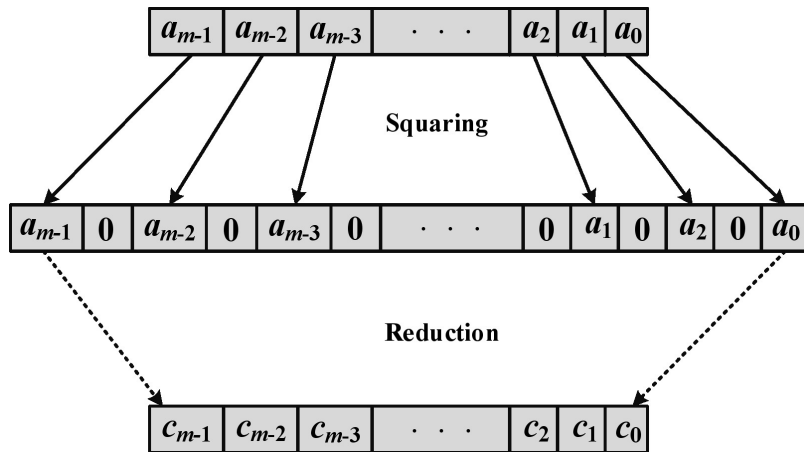 a_{m-1} a_{m-2} a_{m-3} · · · a_2 a_1 a_0
Squaring
a_{m-1} 0 a_{m-2} 0 a_{m-3} 0 · · · 0 a_1 0 a_2 0 a_0
Reduction
c_{m-1} c_{m-2} c_{m-3} · · · c_2 c_1 c_0